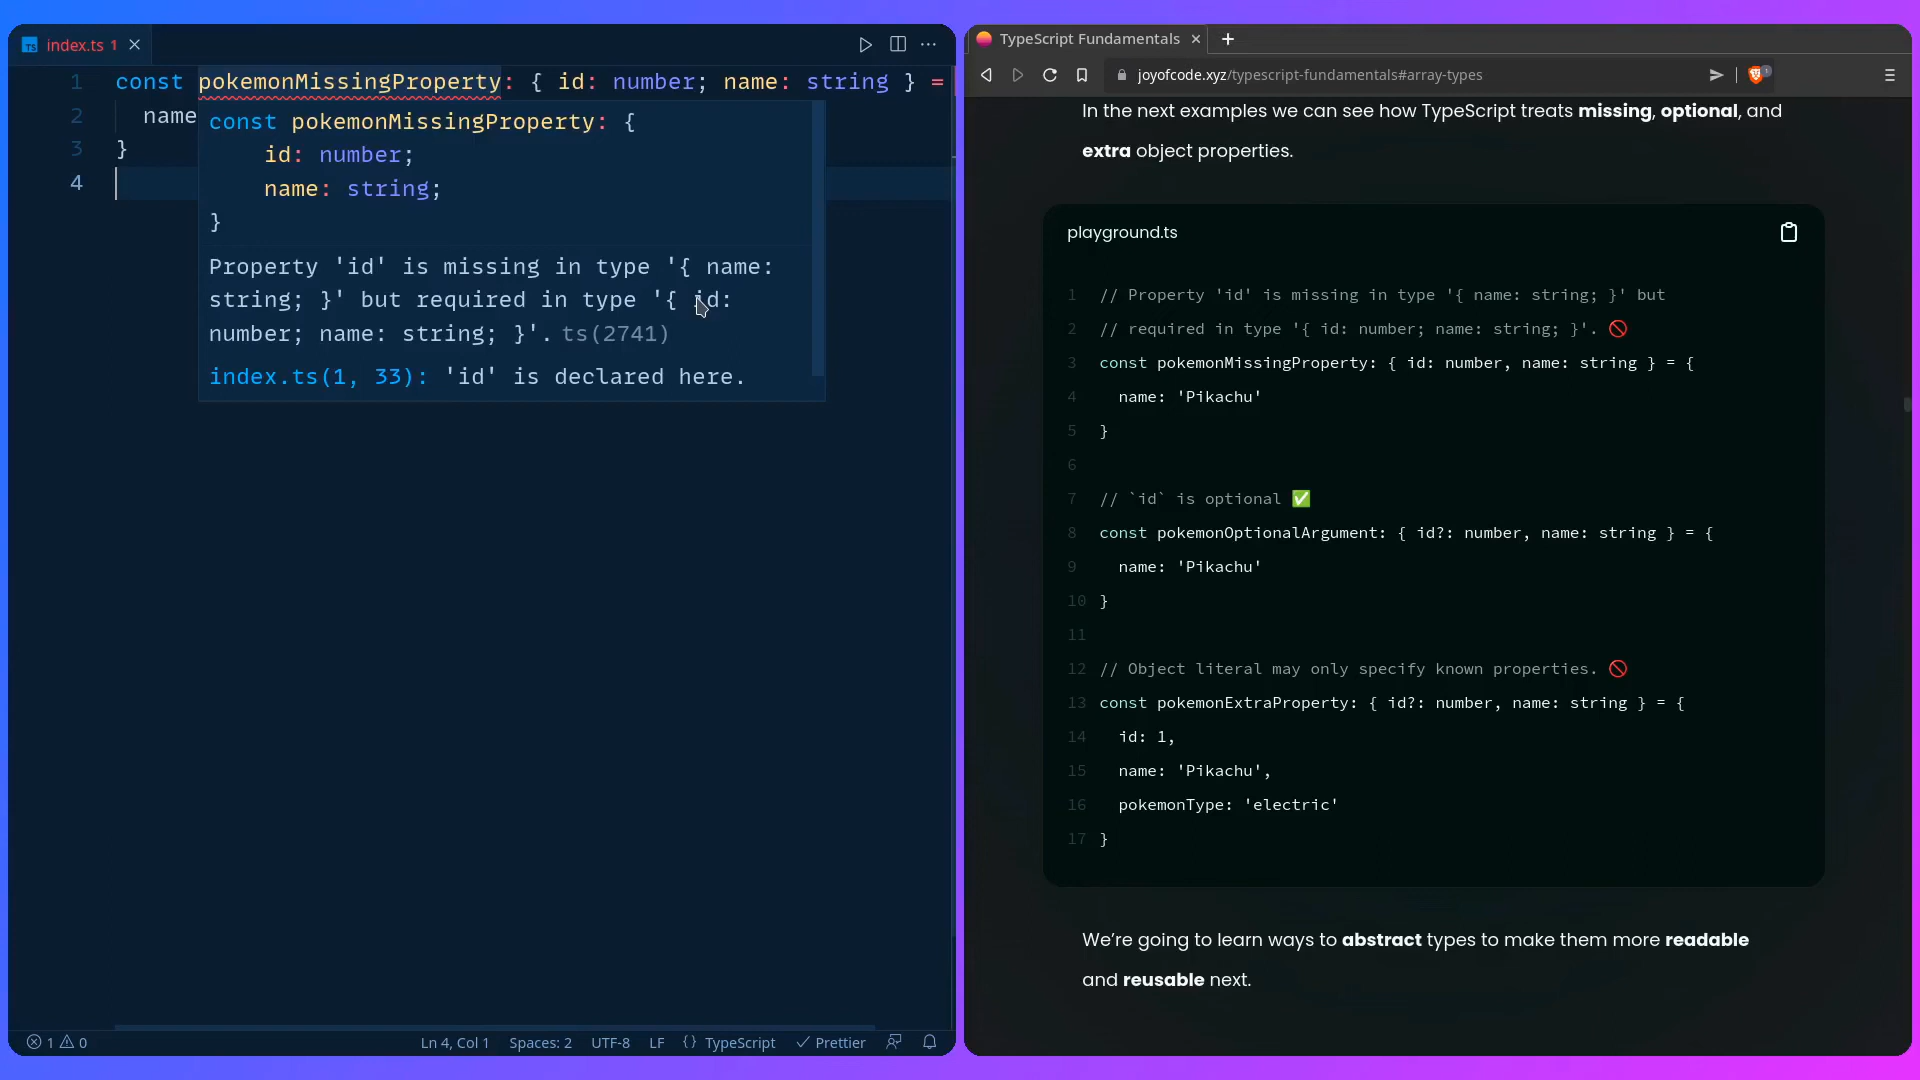 index.ts 1
1 const pokemonMissingProperty: { id: number; name: string } =
2 name
3 }
4
const pokemonMissingProperty: {
id: number;
name: string;
}
Property 'id' is missing in type '{ name:
string; }' but required in type '{ id:
number; name: string; }'. ts(2741)
index.ts(1, 33): 'id' is declared here.
1 0
Ln 4, Col 1 Spaces: 2 UTF-8 LF {} TypeScript Prettier
TypeScript Fundamentals
joyofcode.xyz/typescript-fundamentals#array-types
1
In the next examples we can see how TypeScript treats missing, optional, and
extra object properties.
playground.ts
1 // Property 'id' is missing in type '{ name: string; }' but
2 // required in type '{ id: number; name: string; }'. 🚫
3 const pokemonMissingProperty: { id: number, name: string } = {
4 name: 'Pikachu'
5 }
6
7 // `id` is optional ✅
8 const pokemonOptionalArgument: { id?: number, name: string } = {
9 name: 'Pikachu'
10 }
11
12 // Object literal may only specify known properties. 🚫
13 const pokemonExtraProperty: { id?: number, name: string } = {
14 id: 1,
15 name: 'Pikachu',
16 pokemonType: 'electric'
17 }
We’re going to learn ways to abstract types to make them more readable
and reusable next.